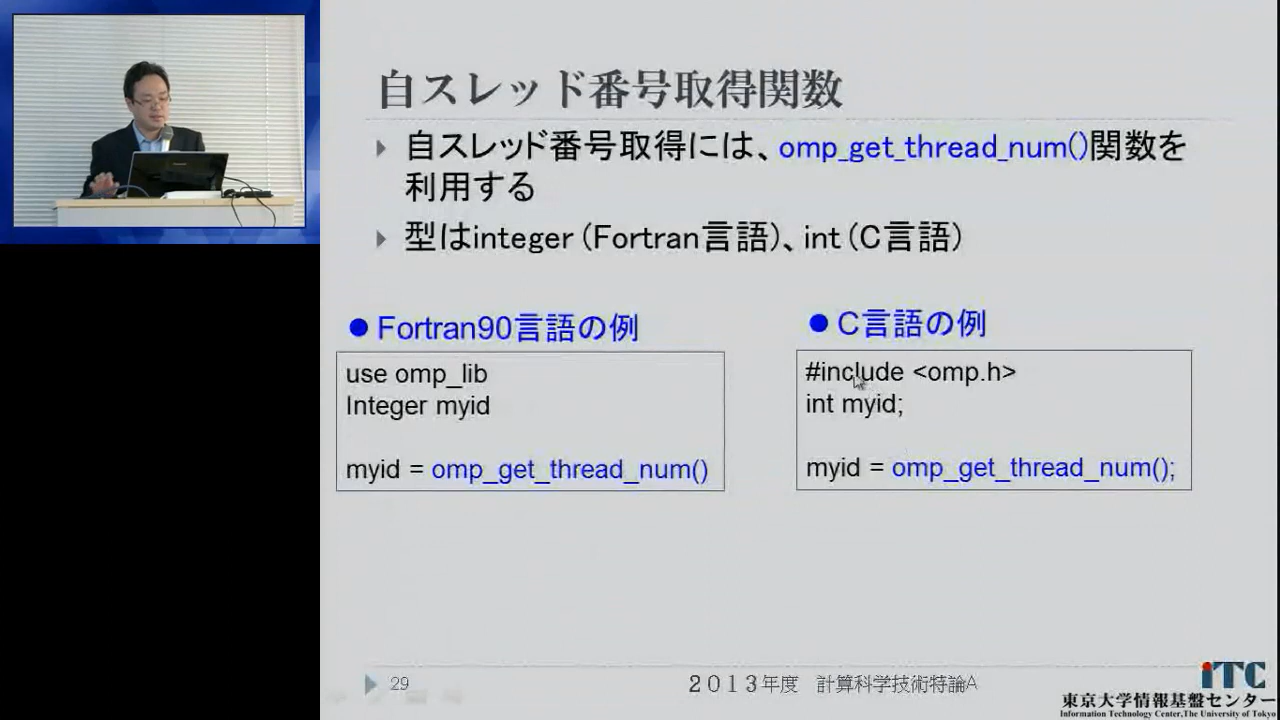 自スレッド番号取得関数
自スレッド番号取得には、omp_get_thread_num()関数を
利用する
型はinteger (Fortran言語)、int (C言語)
Fortran90言語の例
use omp_lib
Integer myid
myid = omp_get_thread_num()
C言語の例
#include <omp.h>
int myid;
myid = omp_get_thread_num();
29
2013年度 計算科学技術特論A
iTC
東京大学情報基盤センター
Information Technology Center,The University of Tokyo